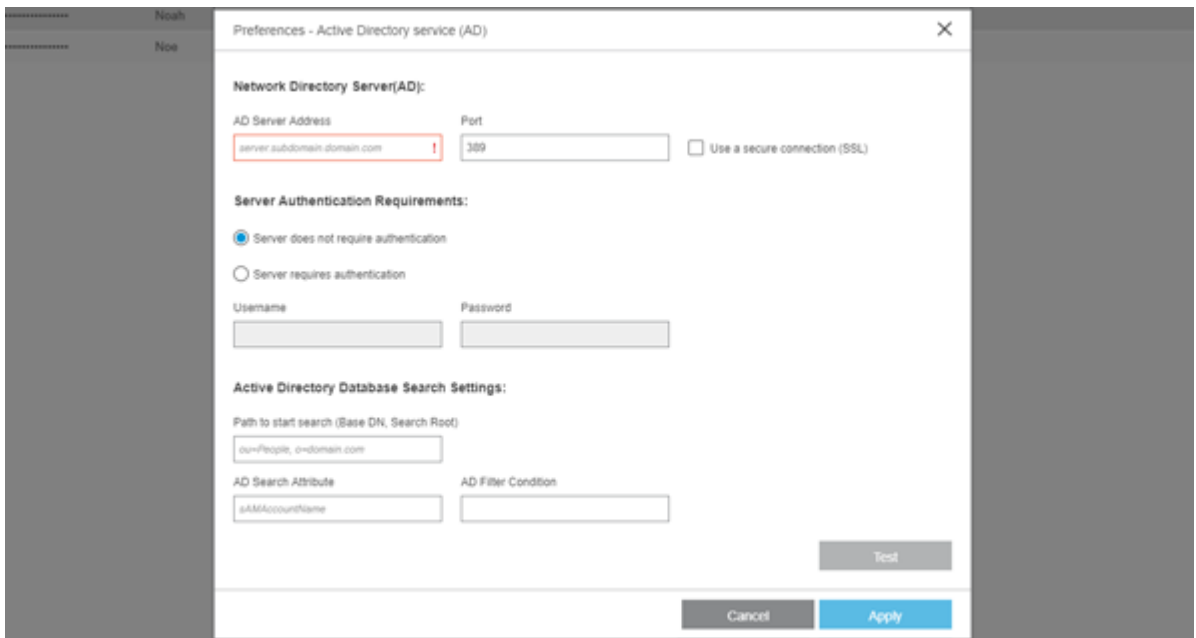 Noah
Preferences - Active Directory service (AD)
Noe
Network Directory Server(AD):
AD Server Address
Port
server.subdomain.domain.com ! 389 Use a secure connection (SSL)
Server Authentication Requirements:
Server does not require authentication
Server requires authentication
Username
Password
Active Directory Database Search Settings:
Path to start search (Base DN, Search Root)
ou=People, o=domain.com
AD Search Attribute
AD Filter Condition
sAMAccountName
Test
Cancel
Apply